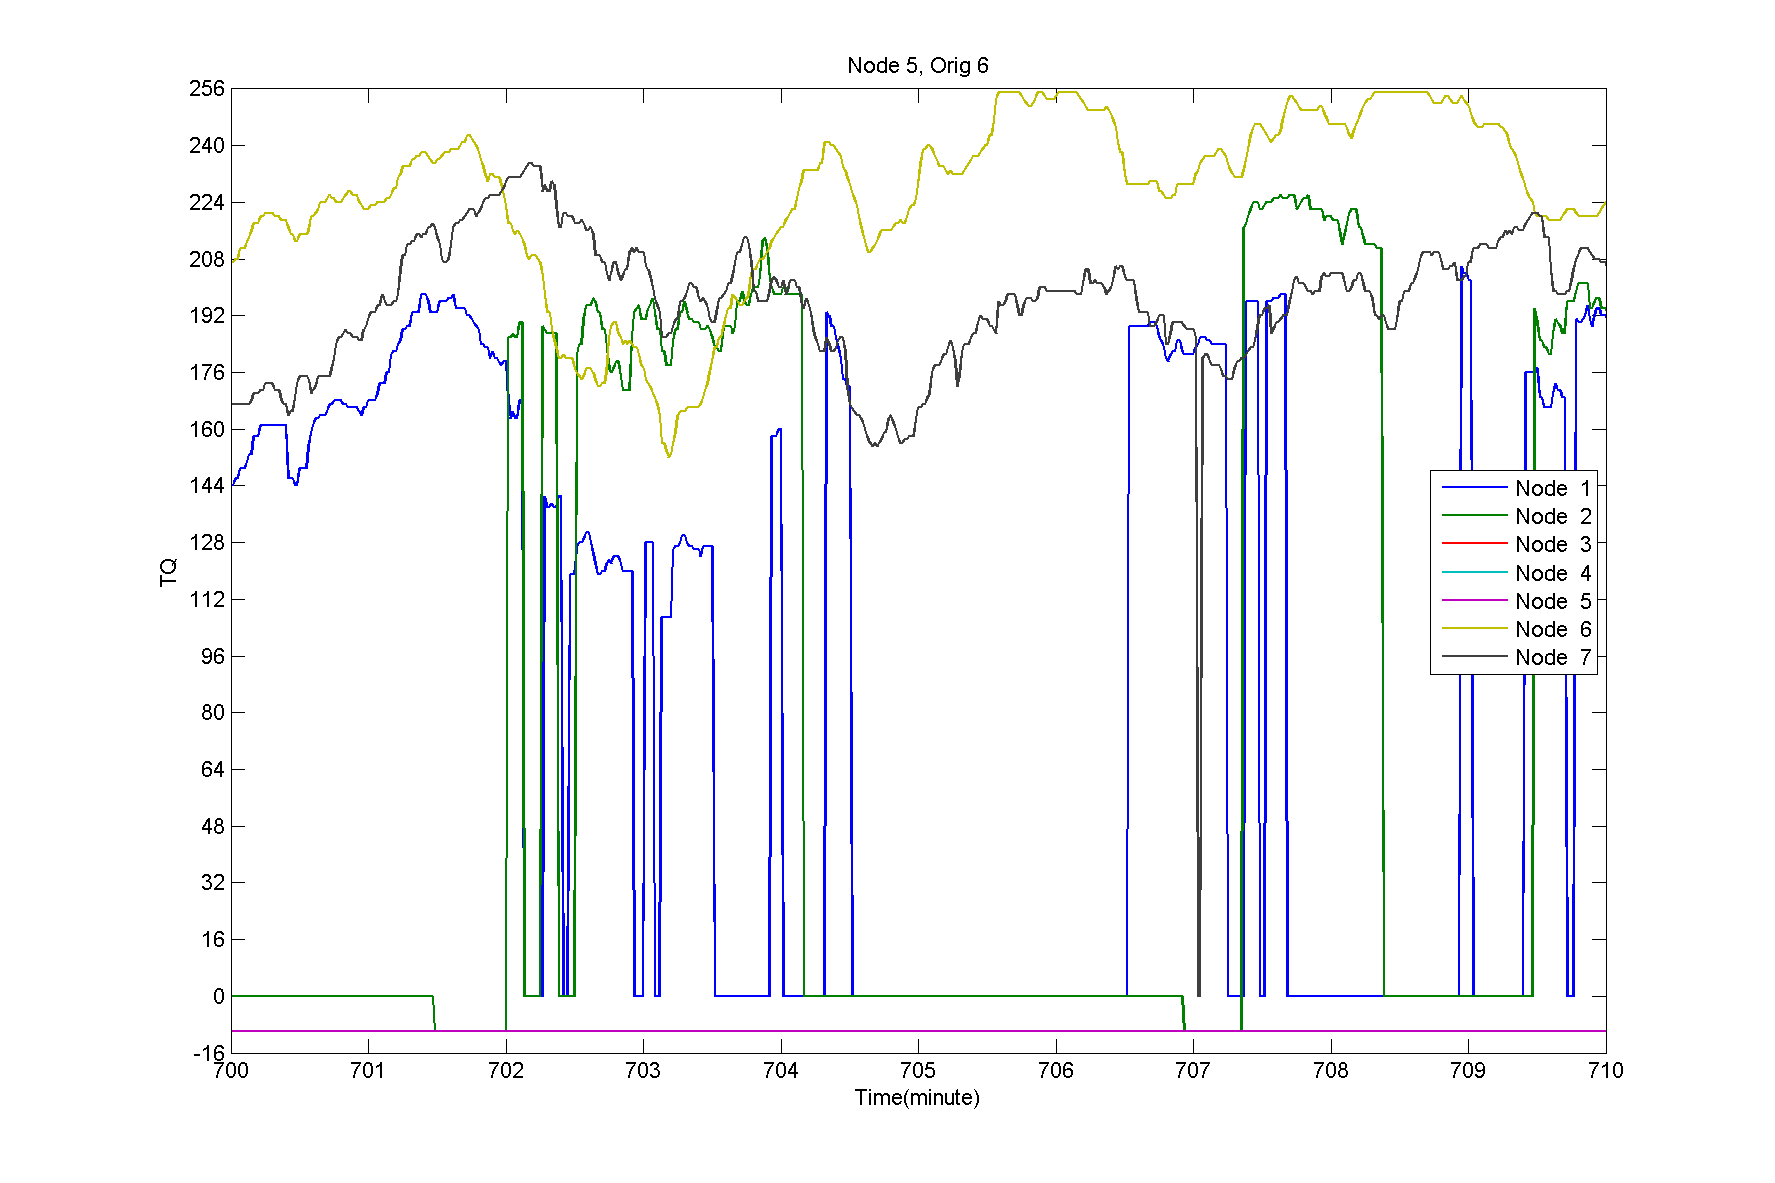 Node 5, Orig 6
256
240
224
208
192
176
160
144
128
112
96
80
64
48
32
16
0
-16
TQ
700 701 702 703 704 705 706 707 708 709 710
Time(minute)
Node 1
Node 2
Node 3
Node 4
Node 5
Node 6
Node 7